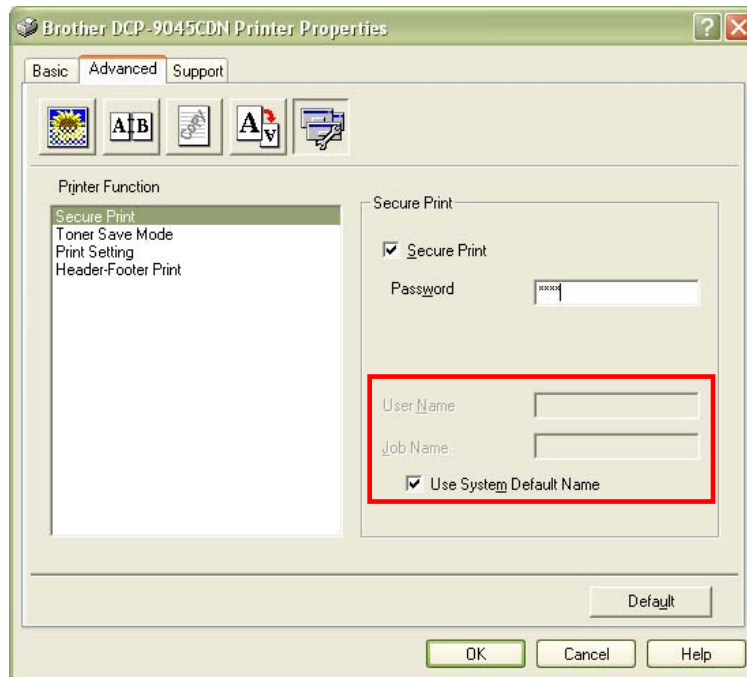 Brother DCP-9045CDN Printer Properties
Basic Advanced Support
A B COPY A A
Printer Function
Secure Print
Toner Save Mode
Print Setting
Header-Footer Print
Secure Print
Secure Print
Password ****
User Name
Job Name
Use System Default Name
Default
OK Cancel Help